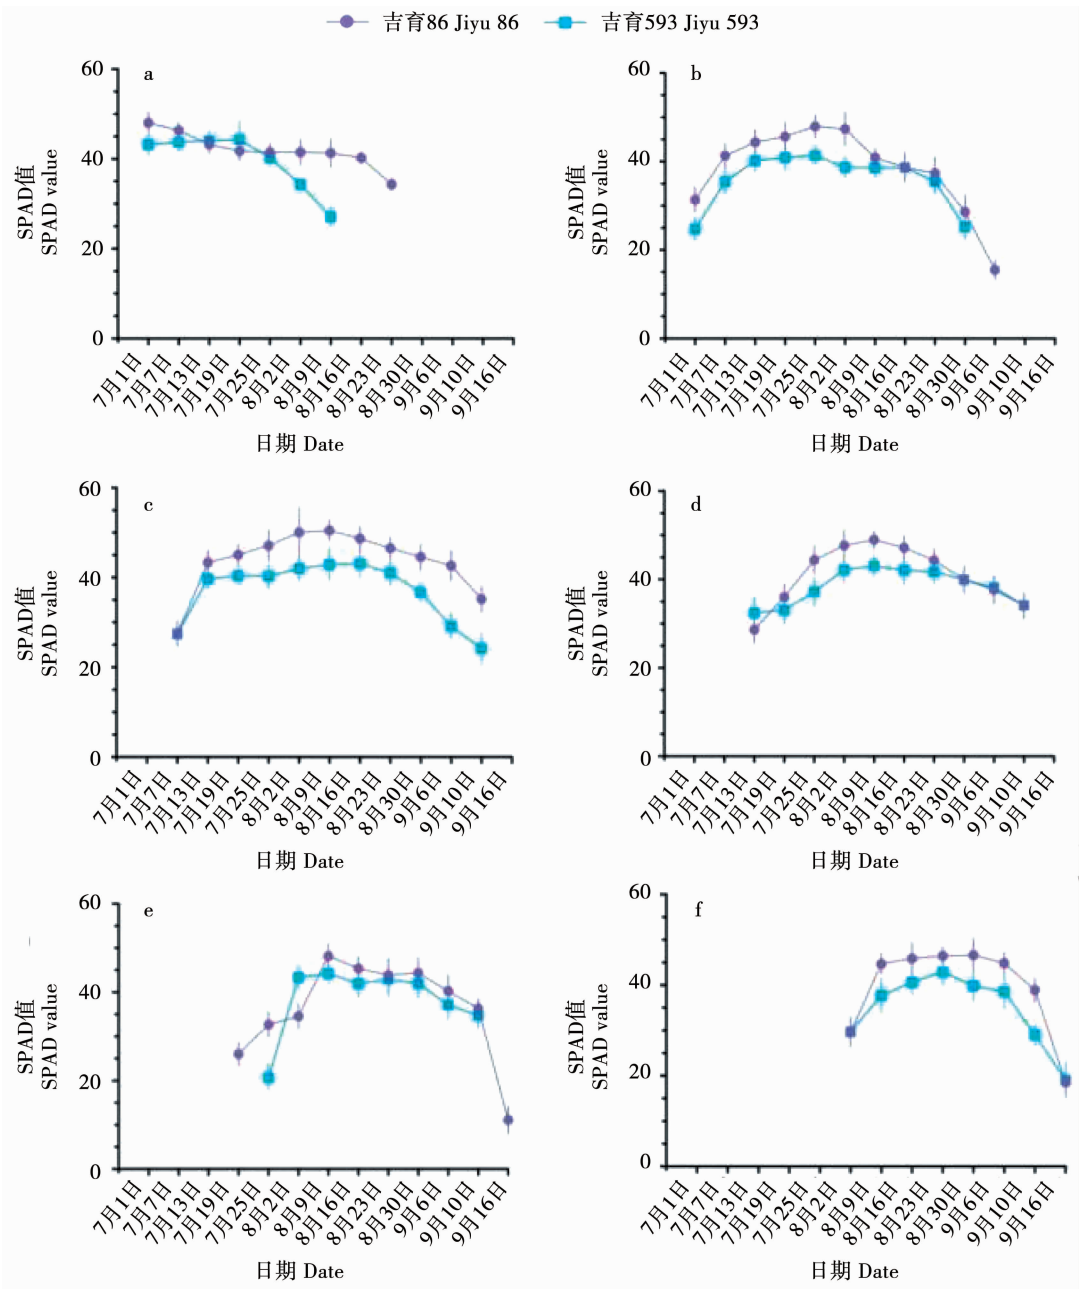 吉育86 Jiyu 86 吉育593 Jiyu 593
a
60
40
20
0
SPAD值
SPAD value
7月1日 7月7日 7月13日 7月19日 7月25日 8月2日 8月9日 8月16日 8月23日 8月30日 9月6日 9月10日 9月16日
日期 Date
b
60
40
20
0
SPAD值
SPAD value
7月1日 7月7日 7月13日 7月19日 7月25日 8月2日 8月9日 8月16日 8月23日 8月30日 9月6日 9月10日 9月16日
日期 Date
c
60
40
20
0
SPAD值
SPAD value
7月1日 7月7日 7月13日 7月19日 7月25日 8月2日 8月9日 8月16日 8月23日 8月30日 9月6日 9月10日 9月16日
日期 Date
d
60
40
20
0
SPAD值
SPAD value
7月1日 7月7日 7月13日 7月19日 7月25日 8月2日 8月9日 8月16日 8月23日 8月30日 9月6日 9月10日 9月16日
日期 Date
e
60
40
20
0
SPAD值
SPAD value
7月1日 7月7日 7月13日 7月19日 7月25日 8月2日 8月9日 8月16日 8月23日 8月30日 9月6日 9月10日 9月16日
日期 Date
f
60
40
20
0
SPAD值
SPAD value
7月1日 7月7日 7月13日 7月19日 7月25日 8月2日 8月9日 8月16日 8月23日 8月30日 9月6日 9月10日 9月16日
日期 Date